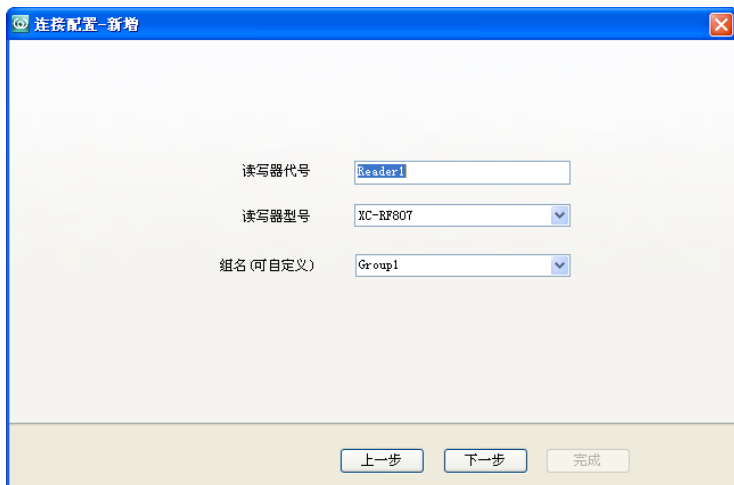 连接配置-新增
读写器代号 Reader1
读写器型号 XC-RF807
组名(可自定义) Group1
上一步 下一步 完成